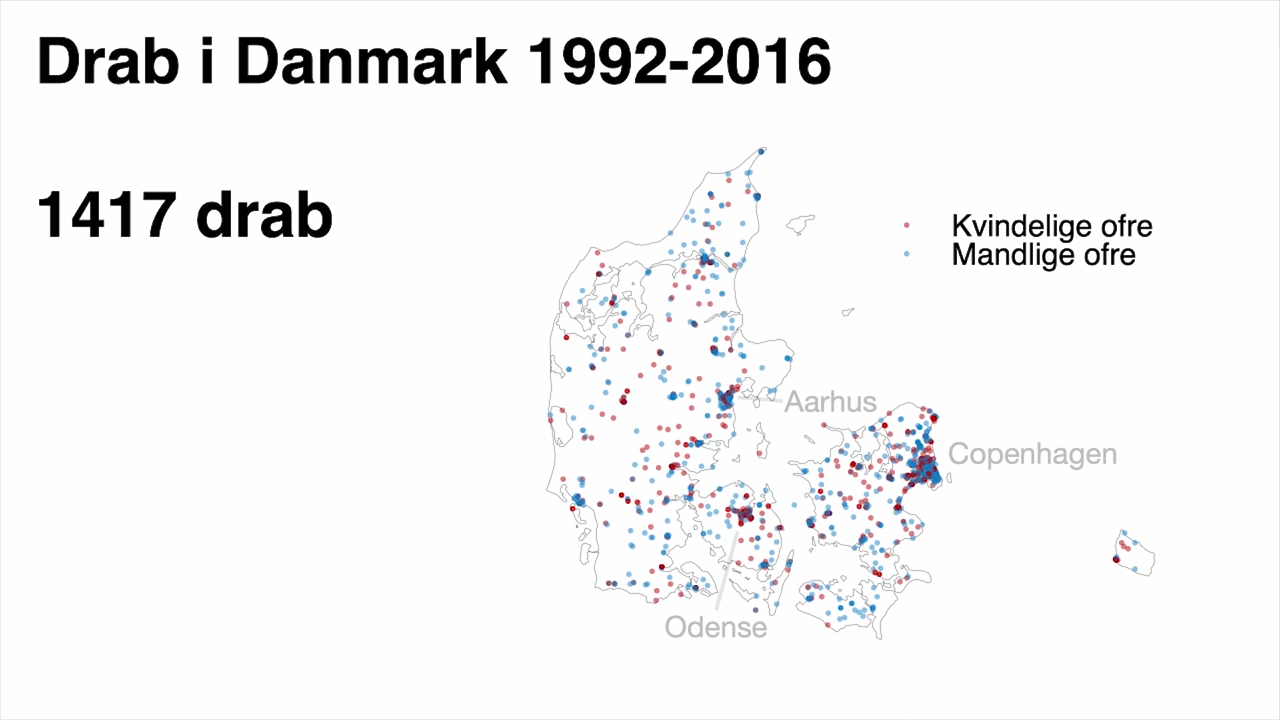 Drab i Danmark 1992-2016
1417 drab
Kvindelige ofre
Mandlige ofre
Aarhus
Copenhagen
Odense